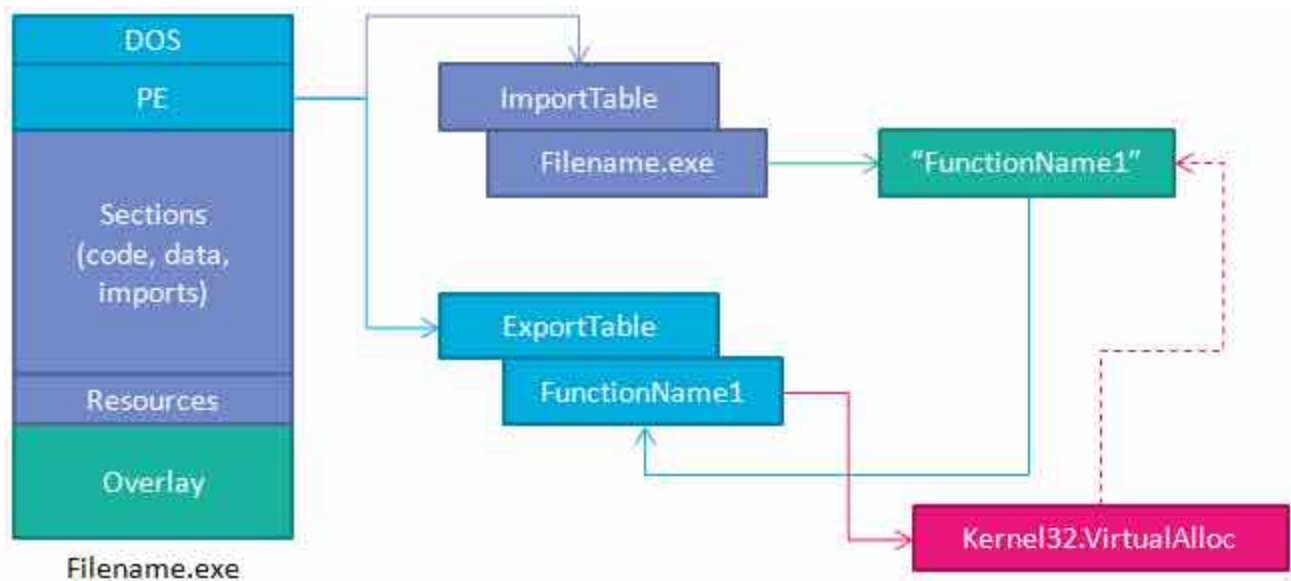 DOS
PE
Sections
(code, data,
imports)
Resources
Overlay
Filename.exe
ImportTable
Filename.exe
"FunctionName1"
ExportTable
FunctionName1
Kernel32.VirtualAlloc